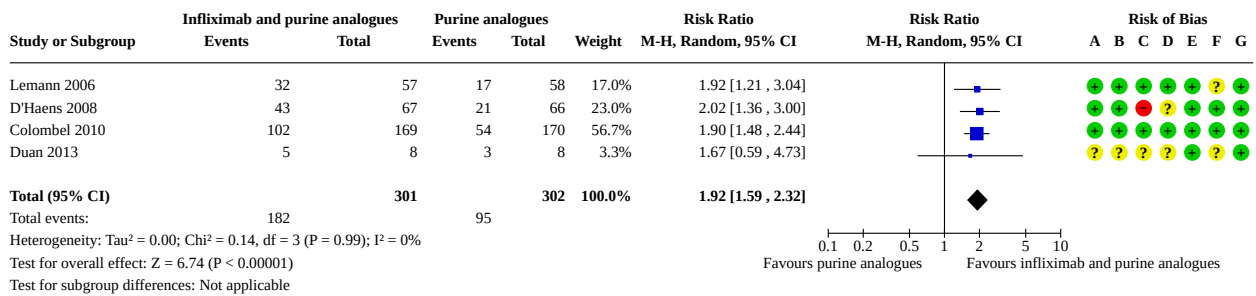 Infliximab and purine analogues Purine analogues Risk Ratio Risk Ratio Risk of Bias
Study or Subgroup Events Total Events Total Weight M-H, Random, 95% CI M-H, Random, 95% CI A B C D E F G
Lemann 2006 32 57 17 58 17.0% 1.92 [1.21 , 3.04] + + + + + ? +
D'Haens 2008 43 67 21 66 23.0% 2.02 [1.36 , 3.00] + + − ? + + +
Colombel 2010 102 169 54 170 56.7% 1.90 [1.48 , 2.44] + + + + + + +
Duan 2013 5 8 3 8 3.3% 1.67 [0.59 , 4.73] ? ? ? ? + ? +
Total (95% CI) 301 302 100.0% 1.92 [1.59 , 2.32]
Total events: 182 95
Heterogeneity: Tau² = 0.00; Chi² = 0.14, df = 3 (P = 0.99); I² = 0%
0.1 0.2 0.5 1 2 5 10
Test for overall effect: Z = 6.74 (P < 0.00001) Favours purine analogues Favours infliximab and purine analogues
Test for subgroup differences: Not applicable